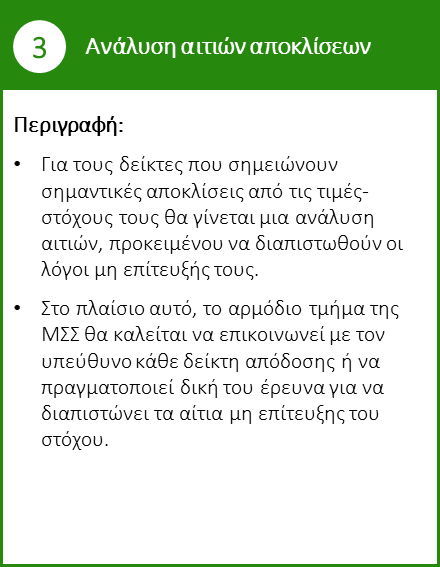 3 Ανάλυση αιτιών αποκλίσεων
Περιγραφή:
• Για τους δείκτες που σημειώνουν
σημαντικές αποκλίσεις από τις τιμές-
στόχους τους θα γίνεται μια ανάλυση
αιτιών, προκειμένου να διαπιστωθούν οι
λόγοι μη επίτευξής τους.
• Στο πλαίσιο αυτό, το αρμόδιο τμήμα της
ΜΣΣ θα καλείται να επικοινωνεί με τον
υπεύθυνο κάθε δείκτη απόδοσης ή να
πραγματοποιεί δική του έρευνα για να
διαπιστώνει τα αίτια μη επίτευξης του
στόχου.